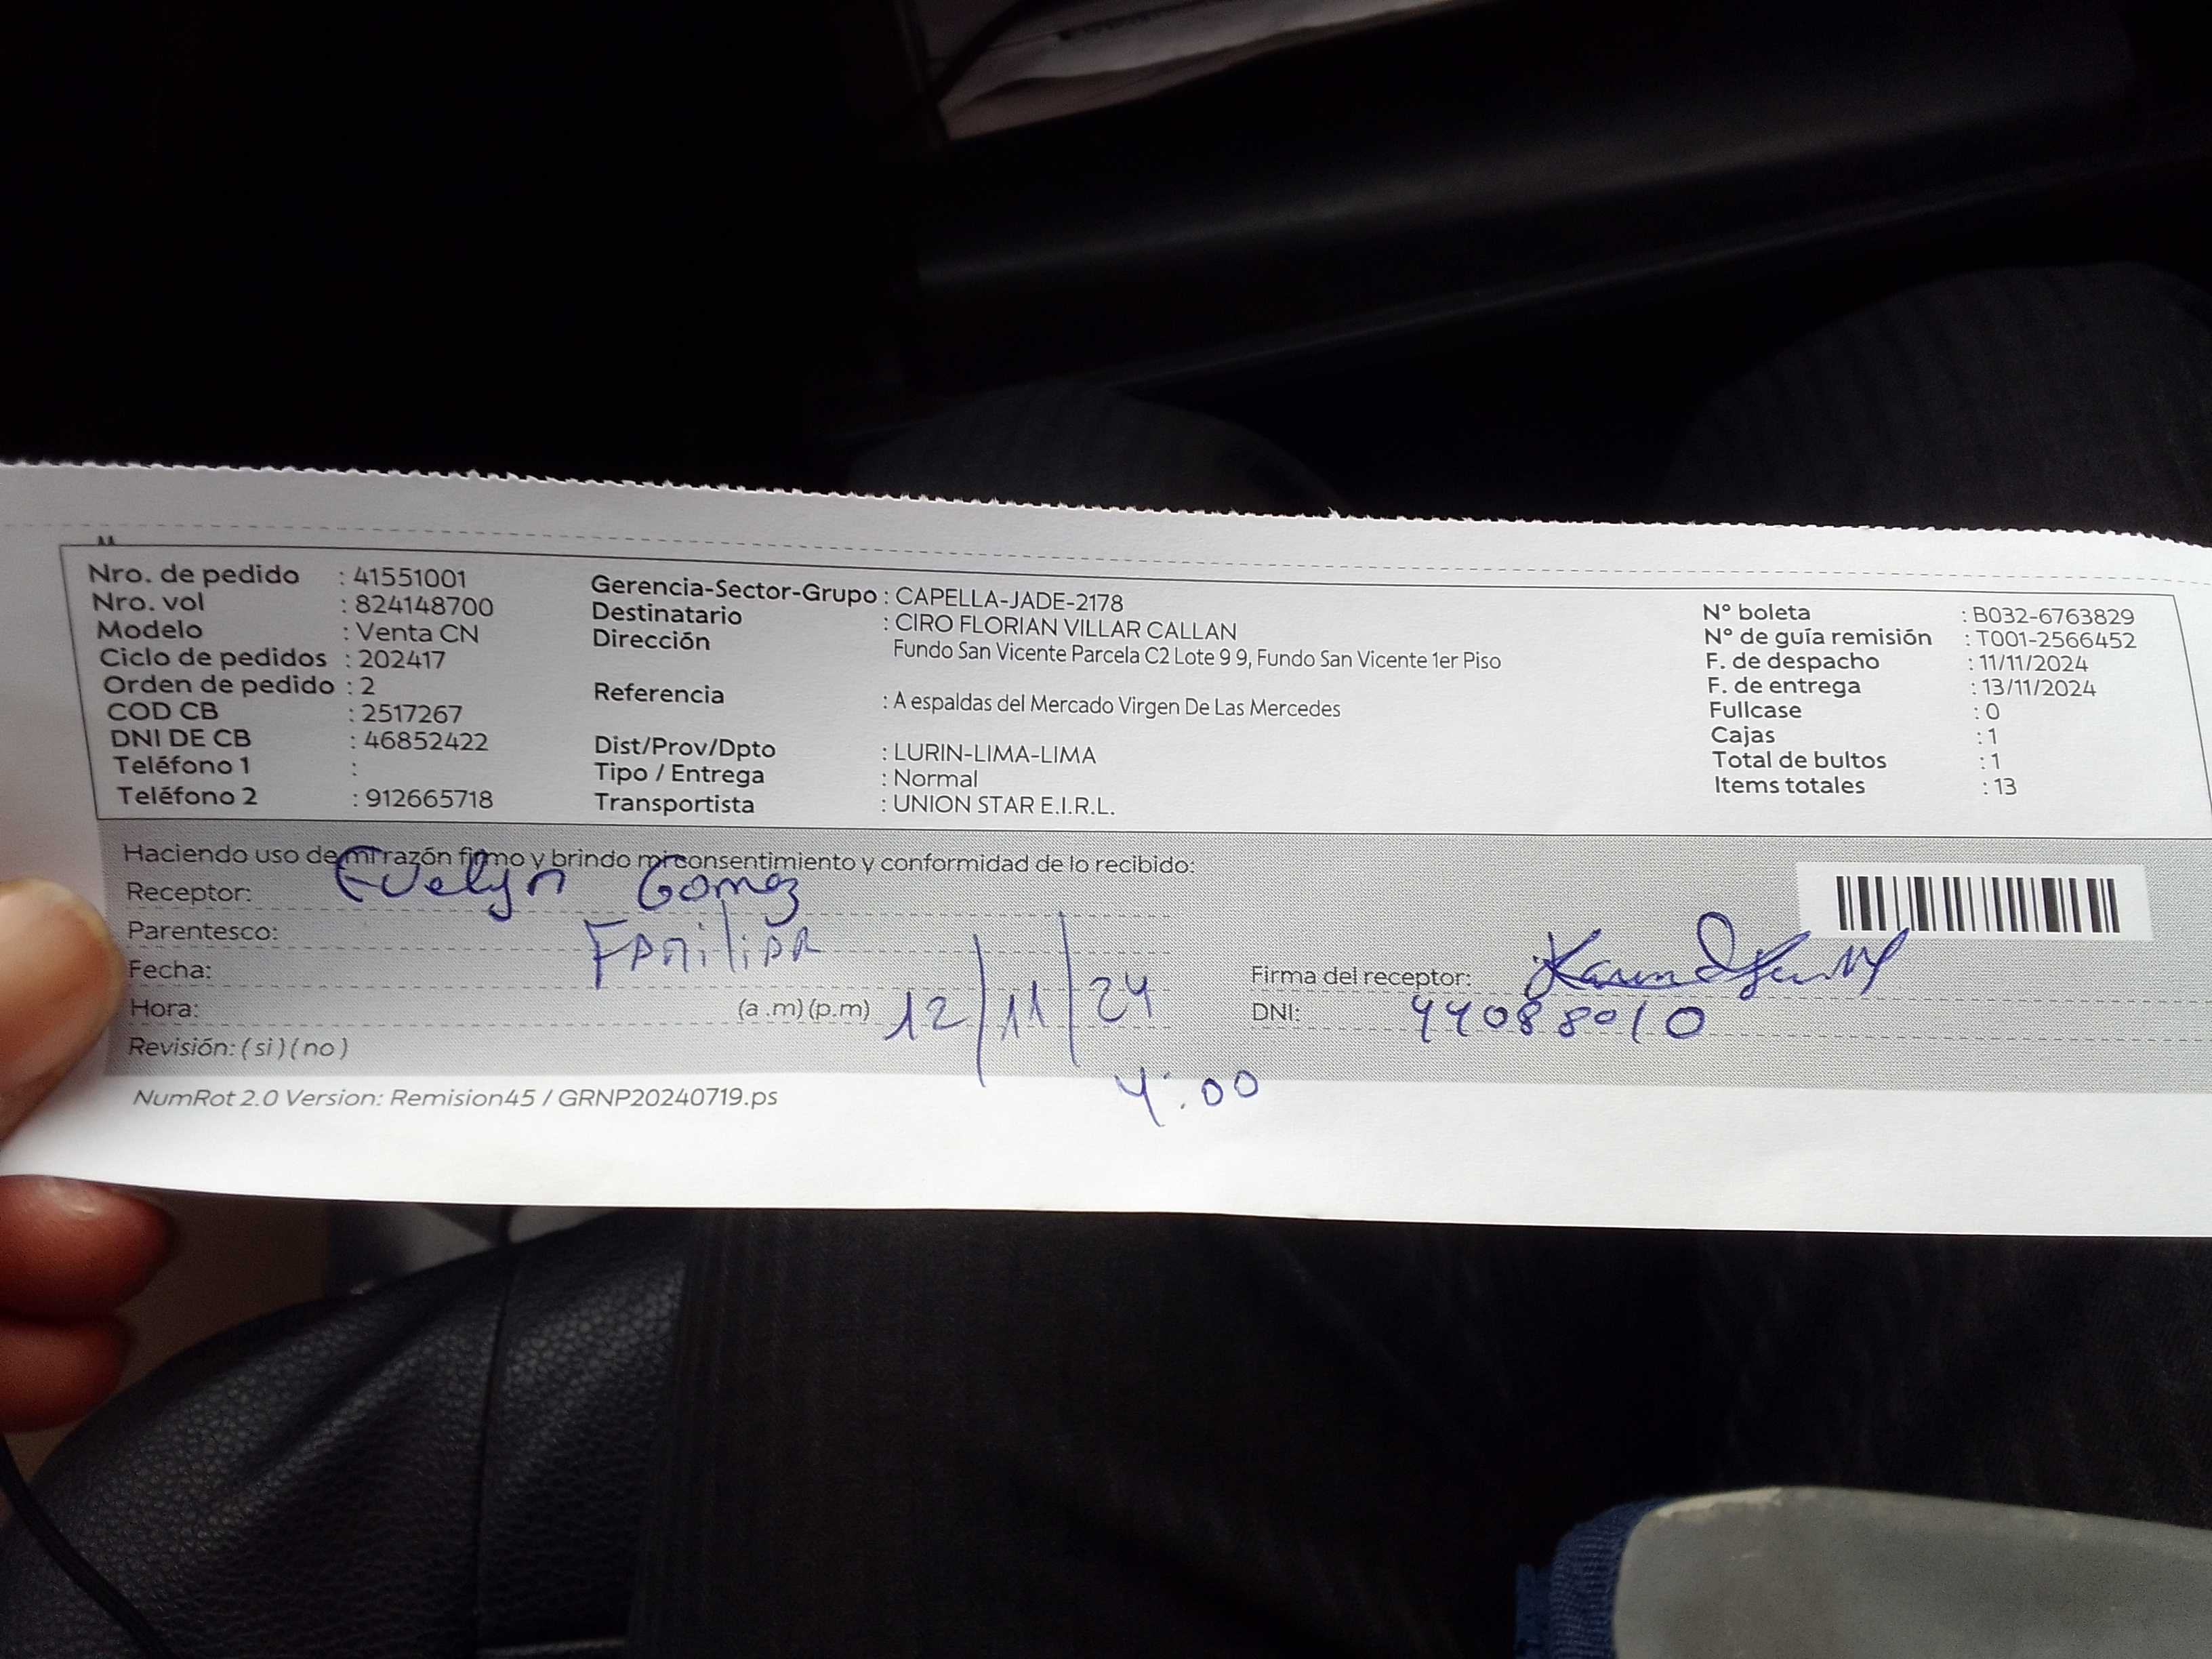 Nro. de pedido : 41551001
Nro. vol : 824148700
Modelo : Venta CN
Ciclo de pedidos : 202417
Orden de pedido : 2
COD CB : 2517267
DNI DE CB : 46852422
Teléfono 1 :
Teléfono 2 : 912665718
Gerencia-Sector-Grupo : CAPELLA-JADE-2178
Destinatario : CIRO FLORIAN VILLAR CALLAN
Dirección
Fundo San Vicente Parcela C2 Lote 9 9, Fundo San Vicente 1er Piso
Referencia : A espaldas del Mercado Virgen De Las Mercedes
Dist/Prov/Dpto : LURIN-LIMA-LIMA
Tipo / Entrega : Normal
Transportista : UNION STAR E.I.R.L.
N° boleta : B032-6763829
N° de guía remisión : T001-2566452
F. de despacho : 11/11/2024
F. de entrega : 13/11/2024
Fullcase : 0
Cajas : 1
Total de bultos : 1
Items totales : 13
Haciendo uso de mi razón firmo y brindo mi consentimiento y conformidad de lo recibido:
Receptor: Evelyn Gomez
Parentesco: Familiar
Fecha: 12/11/24
Hora: (a .m) (p.m) 4:00
Revisión: ( si ) ( no )
Firma del receptor:
DNI: 44088010
NumRot 2.0 Version: Remision45 / GRNP20240719.ps